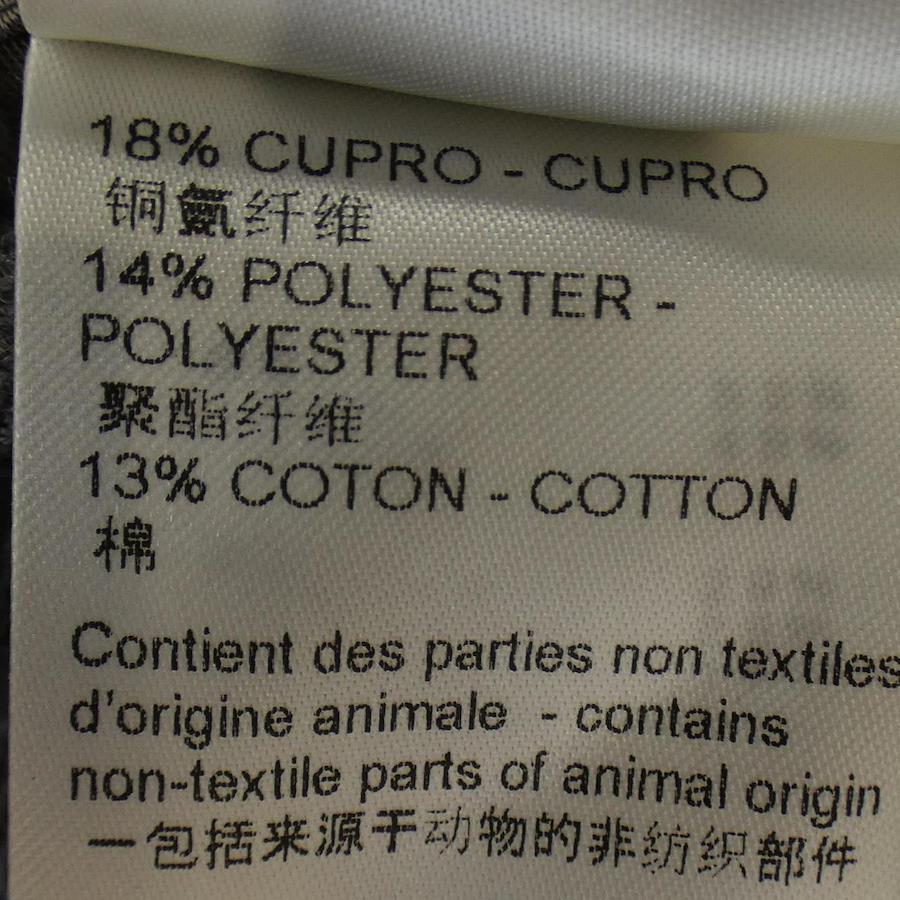 18% CUPRO - CUPRO
铜氨纤维
14% POLYESTER -
POLYESTER
聚酯纤维
13% COTON - COTTON
棉
Contient des parties non textiles
d'origine animale - contains
non-textile parts of animal origin
一包括来源于动物的非纺织部件